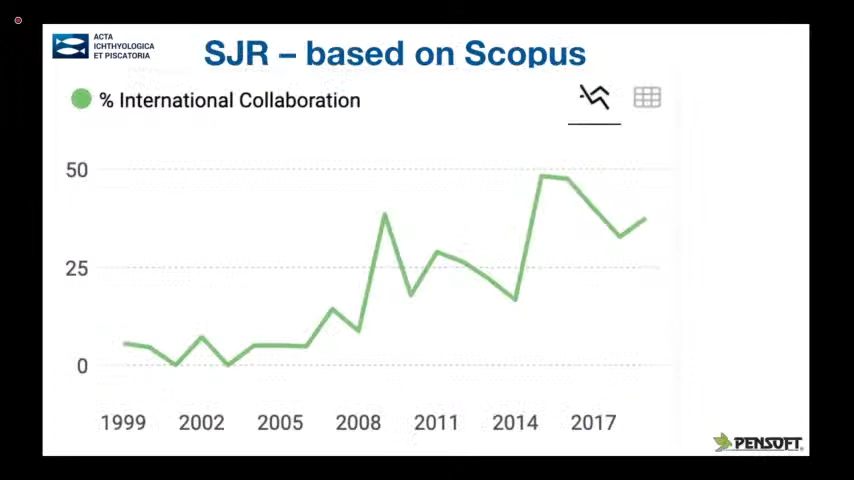 ACTA
ICHTHYOLOGICA
ET PISCATORIA
SJR – based on Scopus
% International Collaboration
50
25
0
1999 2002 2005 2008 2011 2014 2017
PENSOFT